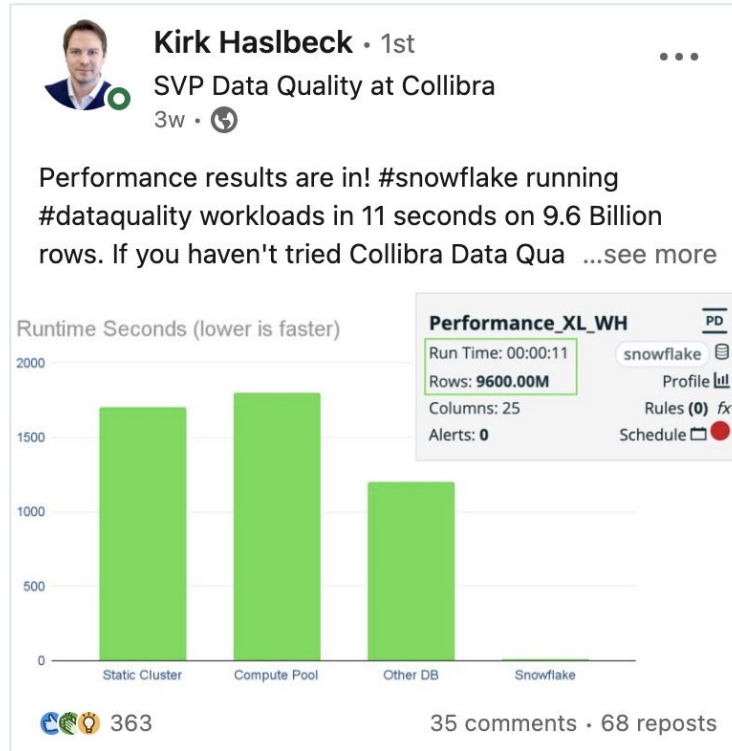 Kirk Haslbeck • 1st
SVP Data Quality at Collibra
3w •
Performance results are in! #snowflake running
#dataquality workloads in 11 seconds on 9.6 Billion
rows. If you haven't tried Collibra Data Qua ...see more
Runtime Seconds (lower is faster)
Performance_XL_WH PD
Run Time: 00:00:11 snowflake
Rows: 9600.00M Profile
Columns: 25 Rules (0) fx
Alerts: 0 Schedule
2000
1500
1000
500
0
Static Cluster Compute Pool Other DB Snowflake
363 35 comments • 68 reposts